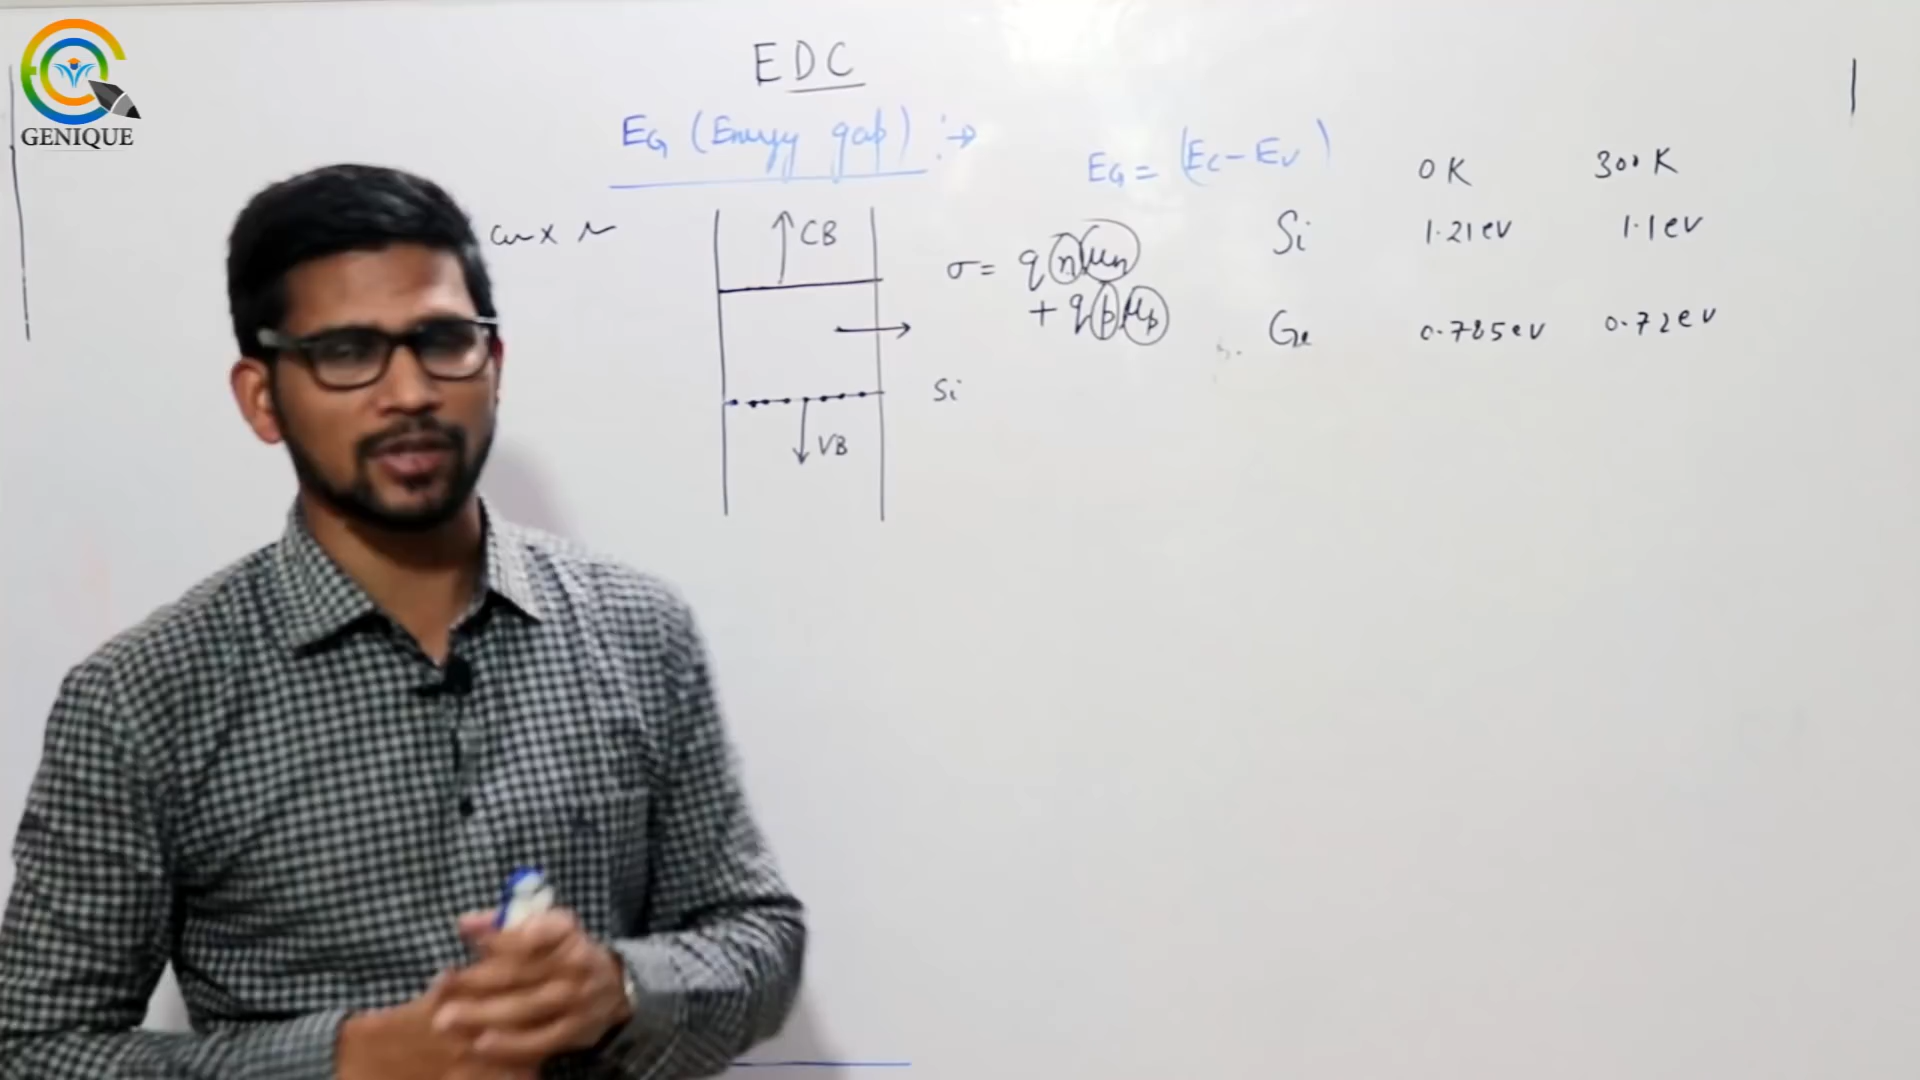 GENIQUE
EDC
EG (Energy gap) :→
EG = (EC - EV)
0 K 300 K
CB
σ = q n μn
+ q p μp
Si 1.21 eV 1.1 eV
Ge 0.785 eV 0.72 eV
Si
VB